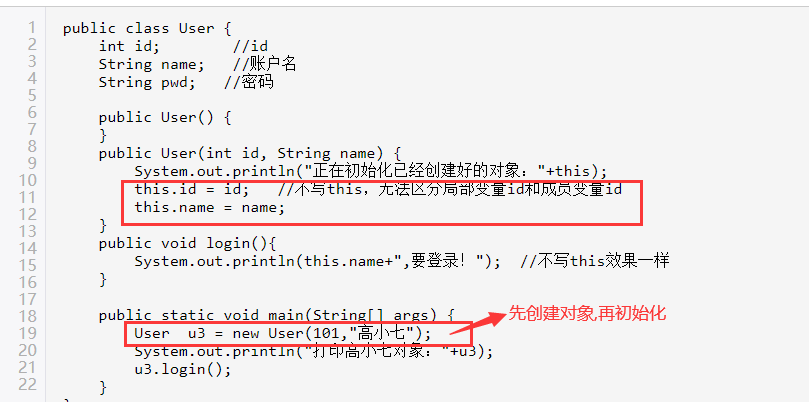 1 public class User {
2 int id; //id
3 String name; //账户名
4 String pwd; //密码
5
6 public User() {
7 }
8 public User(int id, String name) {
9 System.out.println("正在初始化已经创建好的对象："+this);
10 this.id = id; //不写this，无法区分局部变量id和成员变量id
11 this.name = name;
12 }
13 public void login(){
14 System.out.println(this.name+",要登录！"); //不写this效果一样
15 }
16
17 public static void main(String[] args) {
18 User u3 = new User(101,"高小七");
19 System.out.println("打印高小七对象："+u3);
20 u3.login();
21 }
22 }
先创建对象,再初始化